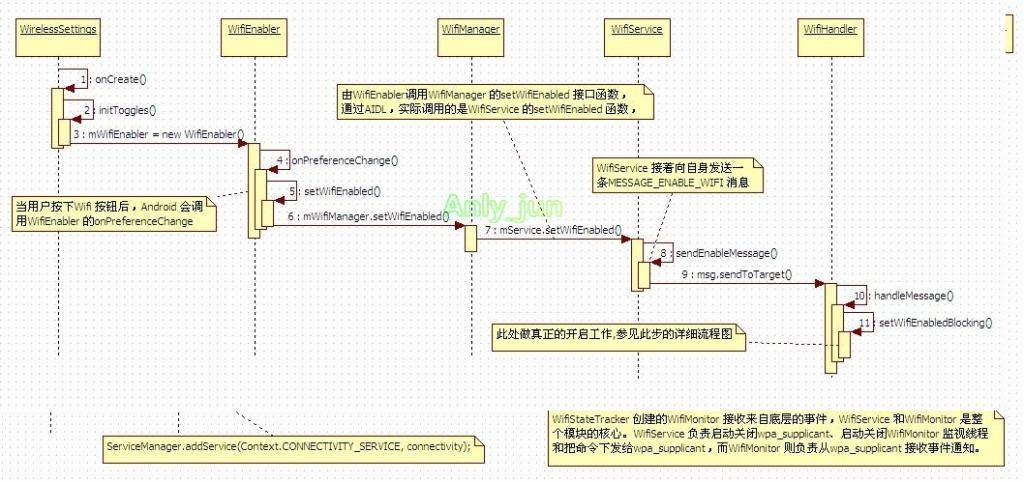 WirelessSettings
WifiEnabler
WifiManager
WifiService
WifiHandler
1 : onCreate()
2 : initToggles()
3 : mWifiEnabler = new WifiEnabler()
由WifiEnabler调用WifiManager 的setWifiEnabled 接口函数，
通过AIDL，实际调用的是WifiService 的setWifiEnabled 函数，
4 : onPreferenceChange()
5 : setWifiEnabled()
WifiService 接着向自身发送一
条MESSAGE_ENABLE_WIFI 消息
当用户按下Wifi 按钮后，Android 会调
用WifiEnabler 的onPreferenceChange
6 : mWifiManager.setWifiEnabled()
Anly_jun
7 : mService.setWifiEnabled()
8 : sendEnableMessage()
9 : msg.sendToTarget()
10 : handleMessage()
11 : setWifiEnabledBlocking()
此处做真正的开启工作,参见此步的详细流程图
ServiceManager.addService(Context.CONNECTIVITY_SERVICE, connectivity);
WifiStateTracker 创建的WifiMonitor 接收来自底层的事件，WifiService 和WifiMonitor 是整
个模块的核心。WifiService 负责启动关闭wpa_supplicant、启动关闭WifiMonitor 监视线程
和把命令下发给wpa_supplicant，而WifiMonitor 则负责从wpa_supplicant 接收事件通知。